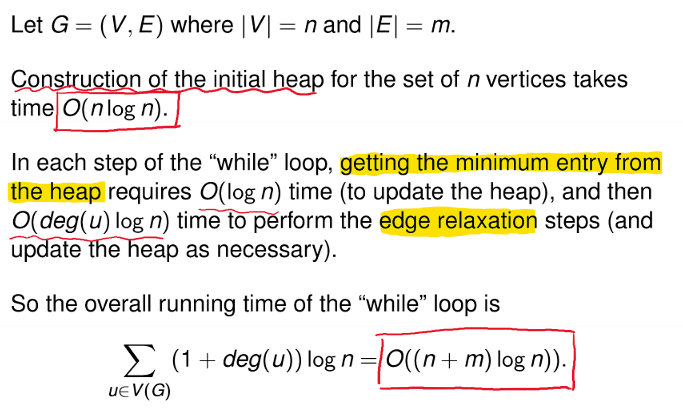 Let G = (V, E) where |V| = n and |E| = m.
Construction of the initial heap for the set of n vertices takes
time O(n log n).
In each step of the “while” loop, getting the minimum entry from
the heap requires O(log n) time (to update the heap), and then
O(deg(u) log n) time to perform the edge relaxation steps (and
update the heap as necessary).
So the overall running time of the “while” loop is
∑ (1 + deg(u)) log n = O((n + m) log n)).
u∈V(G)